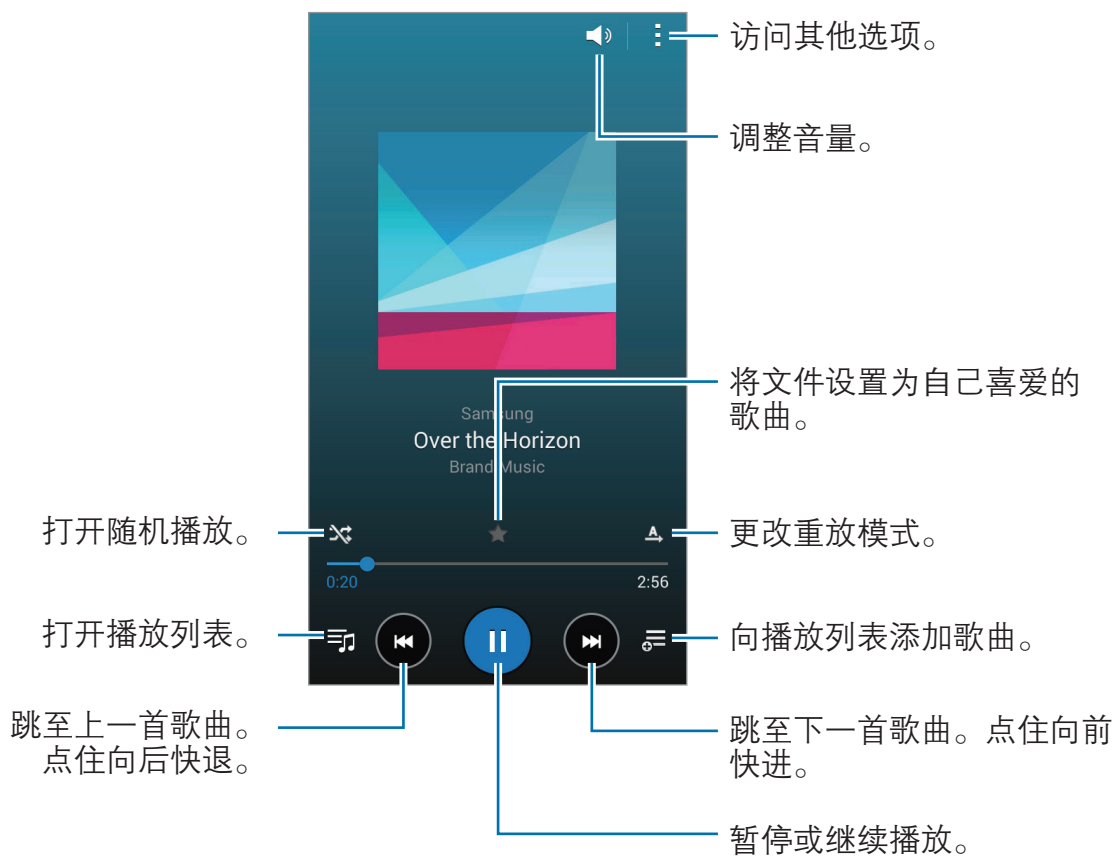 访问其他选项。
调整音量。
将文件设置为自己喜爱的
歌曲。
Samsung
Over the Horizon
Brand Music
打开随机播放。
更改重放模式。
0:20
2:56
打开播放列表。
向播放列表添加歌曲。
跳至上一首歌曲。
点住向后快退。
跳至下一首歌曲。点住向前
快进。
暂停或继续播放。